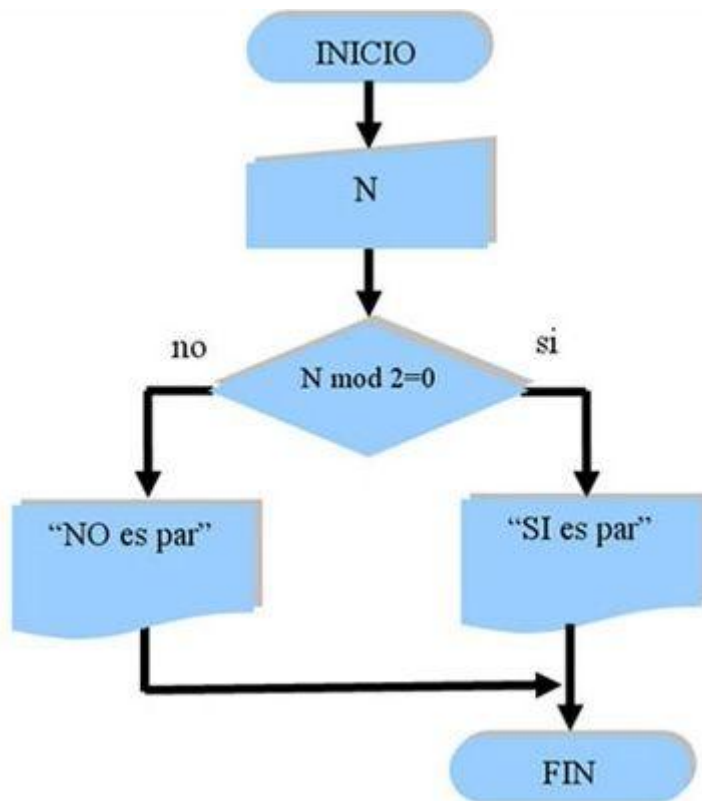 INICIO
N
no
si
N mod 2=0
“NO es par”
“SI es par”
FIN